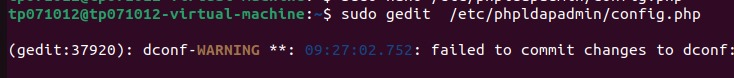 tp071012@tp071012-virtual-machine:~$ sudo gedit  /etc/phpldapadmin/config.php
(gedit:37920): dconf-WARNING **: 09:27:02.752: failed to commit changes to dconf: